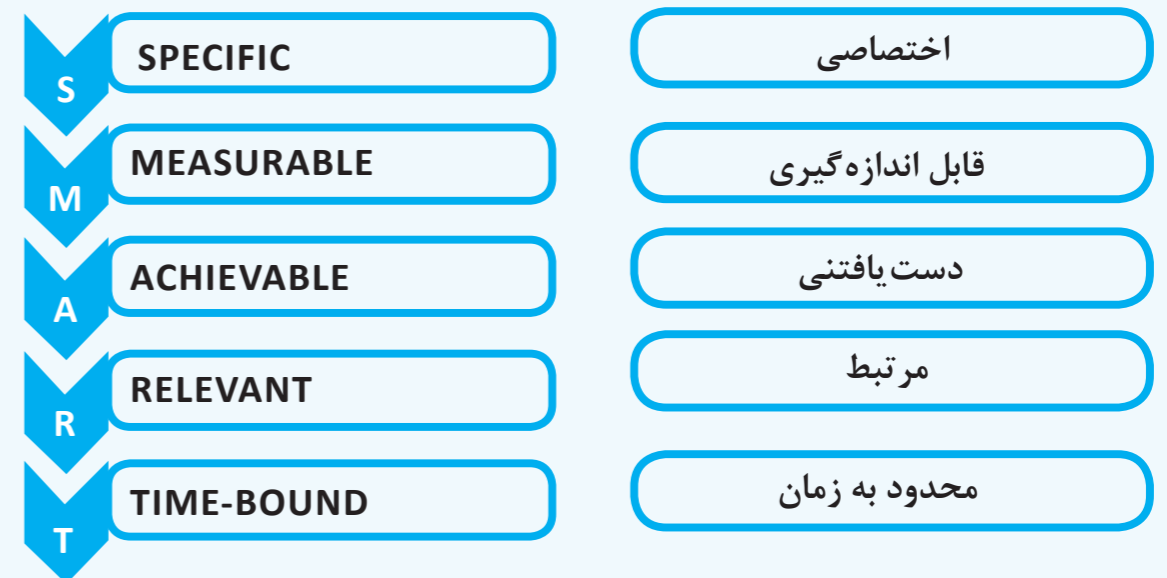 S
SPECIFIC
اختصاصی
M
MEASURABLE
قابل اندازه‌گیری
A
ACHIEVABLE
دست‌یافتنی
R
RELEVANT
مرتبط
T
TIME-BOUND
محدود به زمان